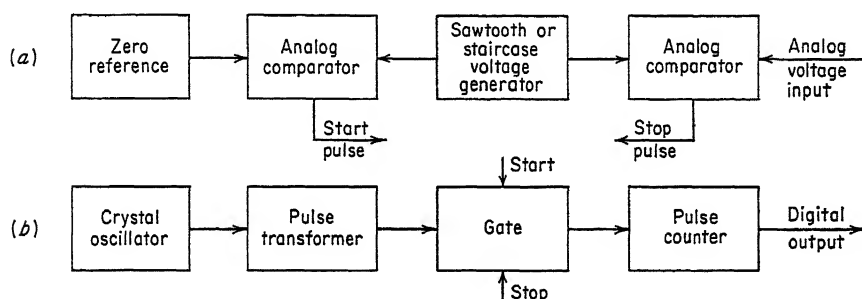 (a)
Zero
reference
Analog
comparator
Sawtooth or
staircase
voltage
generator
Analog
comparator
Analog
voltage
input
Start
pulse
Stop
pulse
(b)
Crystal
oscillator
Pulse
transformer
Start
Gate
Stop
Pulse
counter
Digital
output